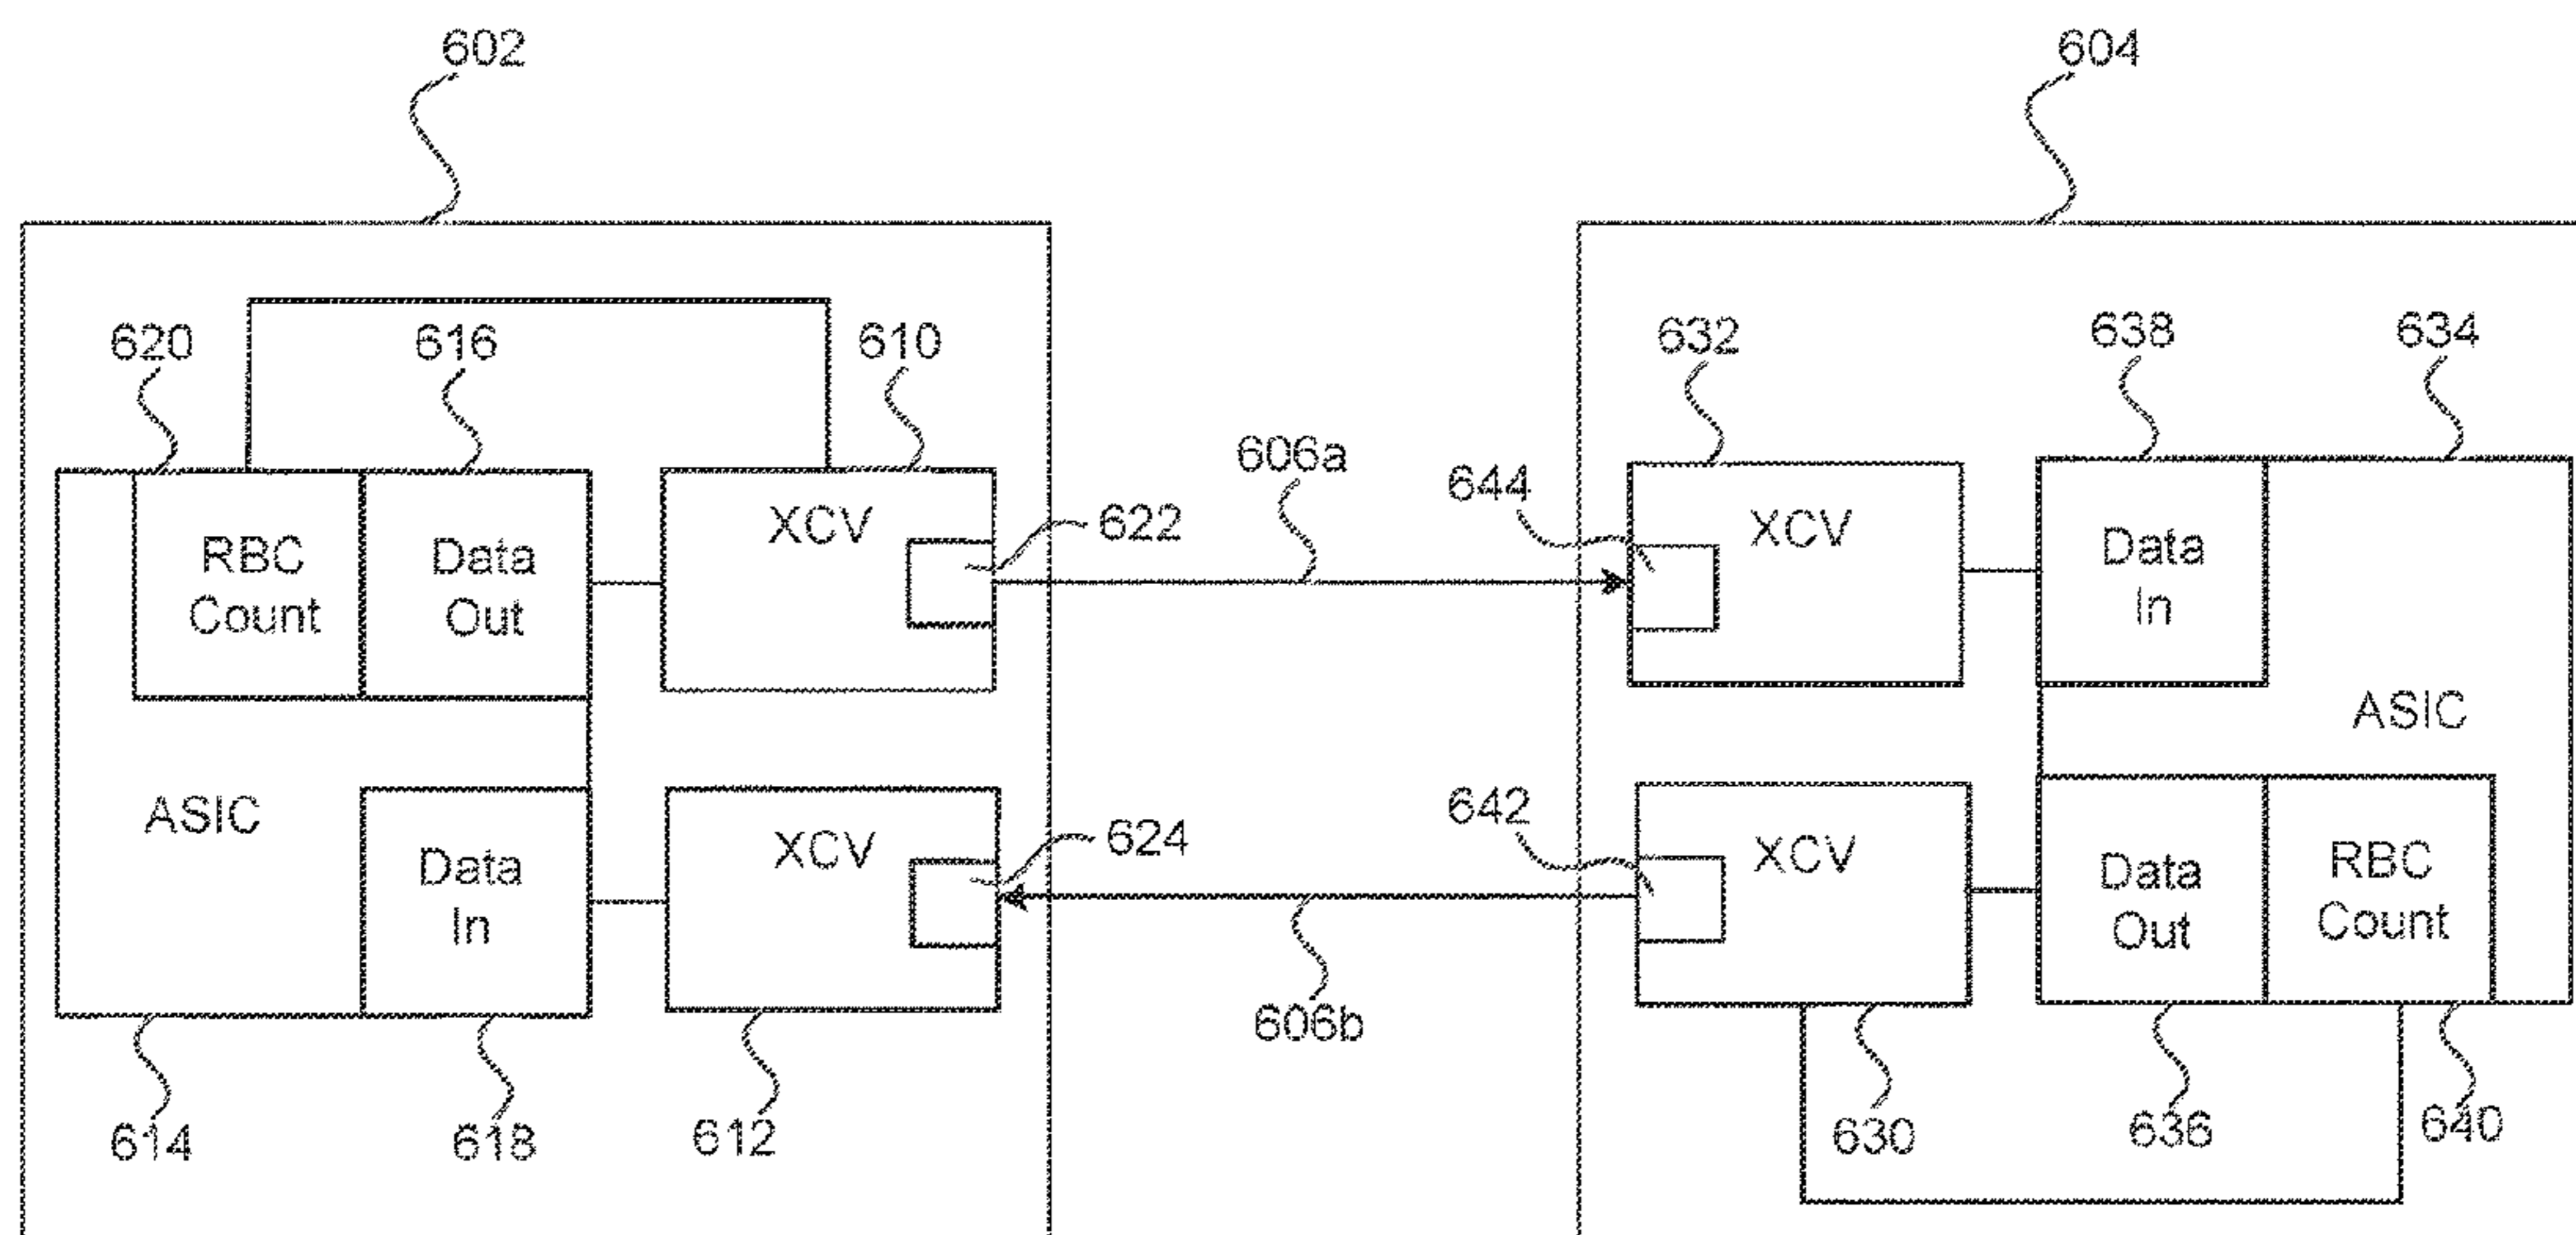 602
604
620
616
610
632
638
634
606a
644
622
XCV
XCV
RBC
Count
Data
Out
Data
In
ASIC
ASIC
642
624
XCV
XCV
Data
In
Data
Out
RBC
Count
606b
614
618
612
630
636
640